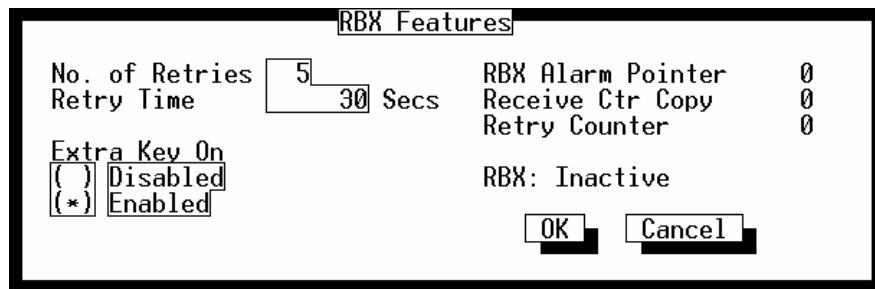 RBX Features
No. of Retries 5
Retry Time 30 Secs
RBX Alarm Pointer 0
Receive Ctr Copy 0
Retry Counter 0
Extra Key On
( ) Disabled
(*) Enabled
RBX: Inactive
OK Cancel